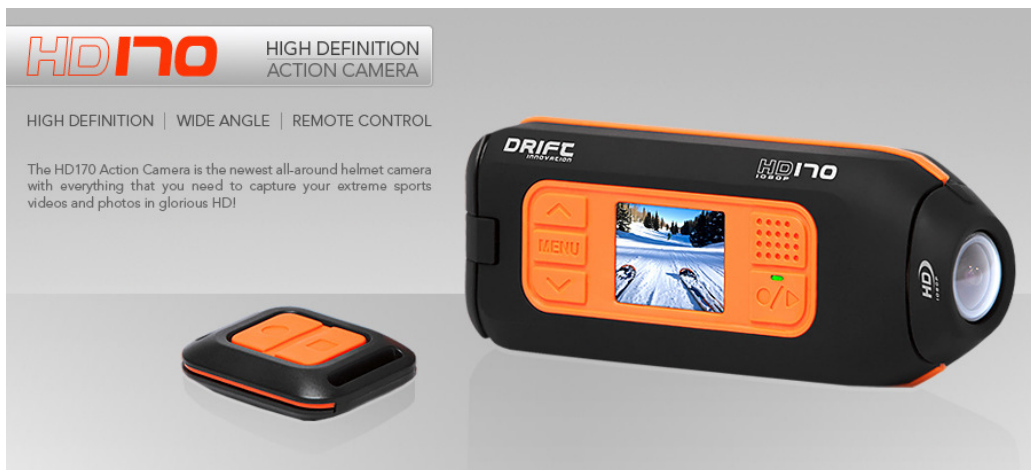 HD170
HIGH DEFINITION
ACTION CAMERA
HIGH DEFINITION | WIDE ANGLE | REMOTE CONTROL
The HD170 Action Camera is the newest all-around helmet camera
with everything that you need to capture your extreme sports
videos and photos in glorious HD!
DRIFT
INNOVATION
HD170
1080P
MENU
HD
1080P